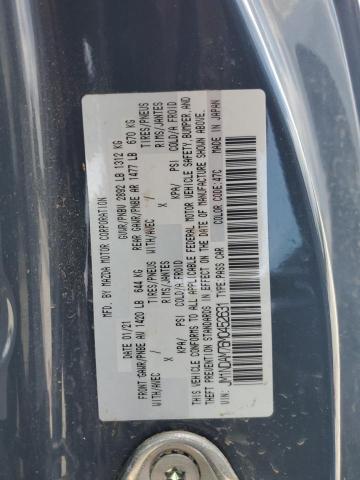 MFD. BY MAZDA MOTOR CORPORATION
DATE: 01/21 GVWR/PNBV 2892 LB 1312 KG
FRONT GAWR/PNBE AV 1420 LB 644 KG REAR GAWR/PNBE AR 1477 LB 670 KG
WITH/AVEC / TIRES/PNEUS WITH/AVEC / TIRES/PNEUS
X RIMS/JANTES X RIMS/JANTES
X KPA/ PSI COLD/A FROID X KPA/ PSI COLD/A FROID
THIS VEHICLE CONFORMS TO ALL APPLICABLE FEDERAL MOTOR VEHICLE SAFETY, BUMPER, AND
THEFT PREVENTION STANDARDS IN EFFECT ON THE DATE OF MANUFACTURE SHOWN ABOVE.
VIN: JM1NDAM76M0452631 TYPE:PASS CAR COLOR CODE:47C MADE IN JAPAN